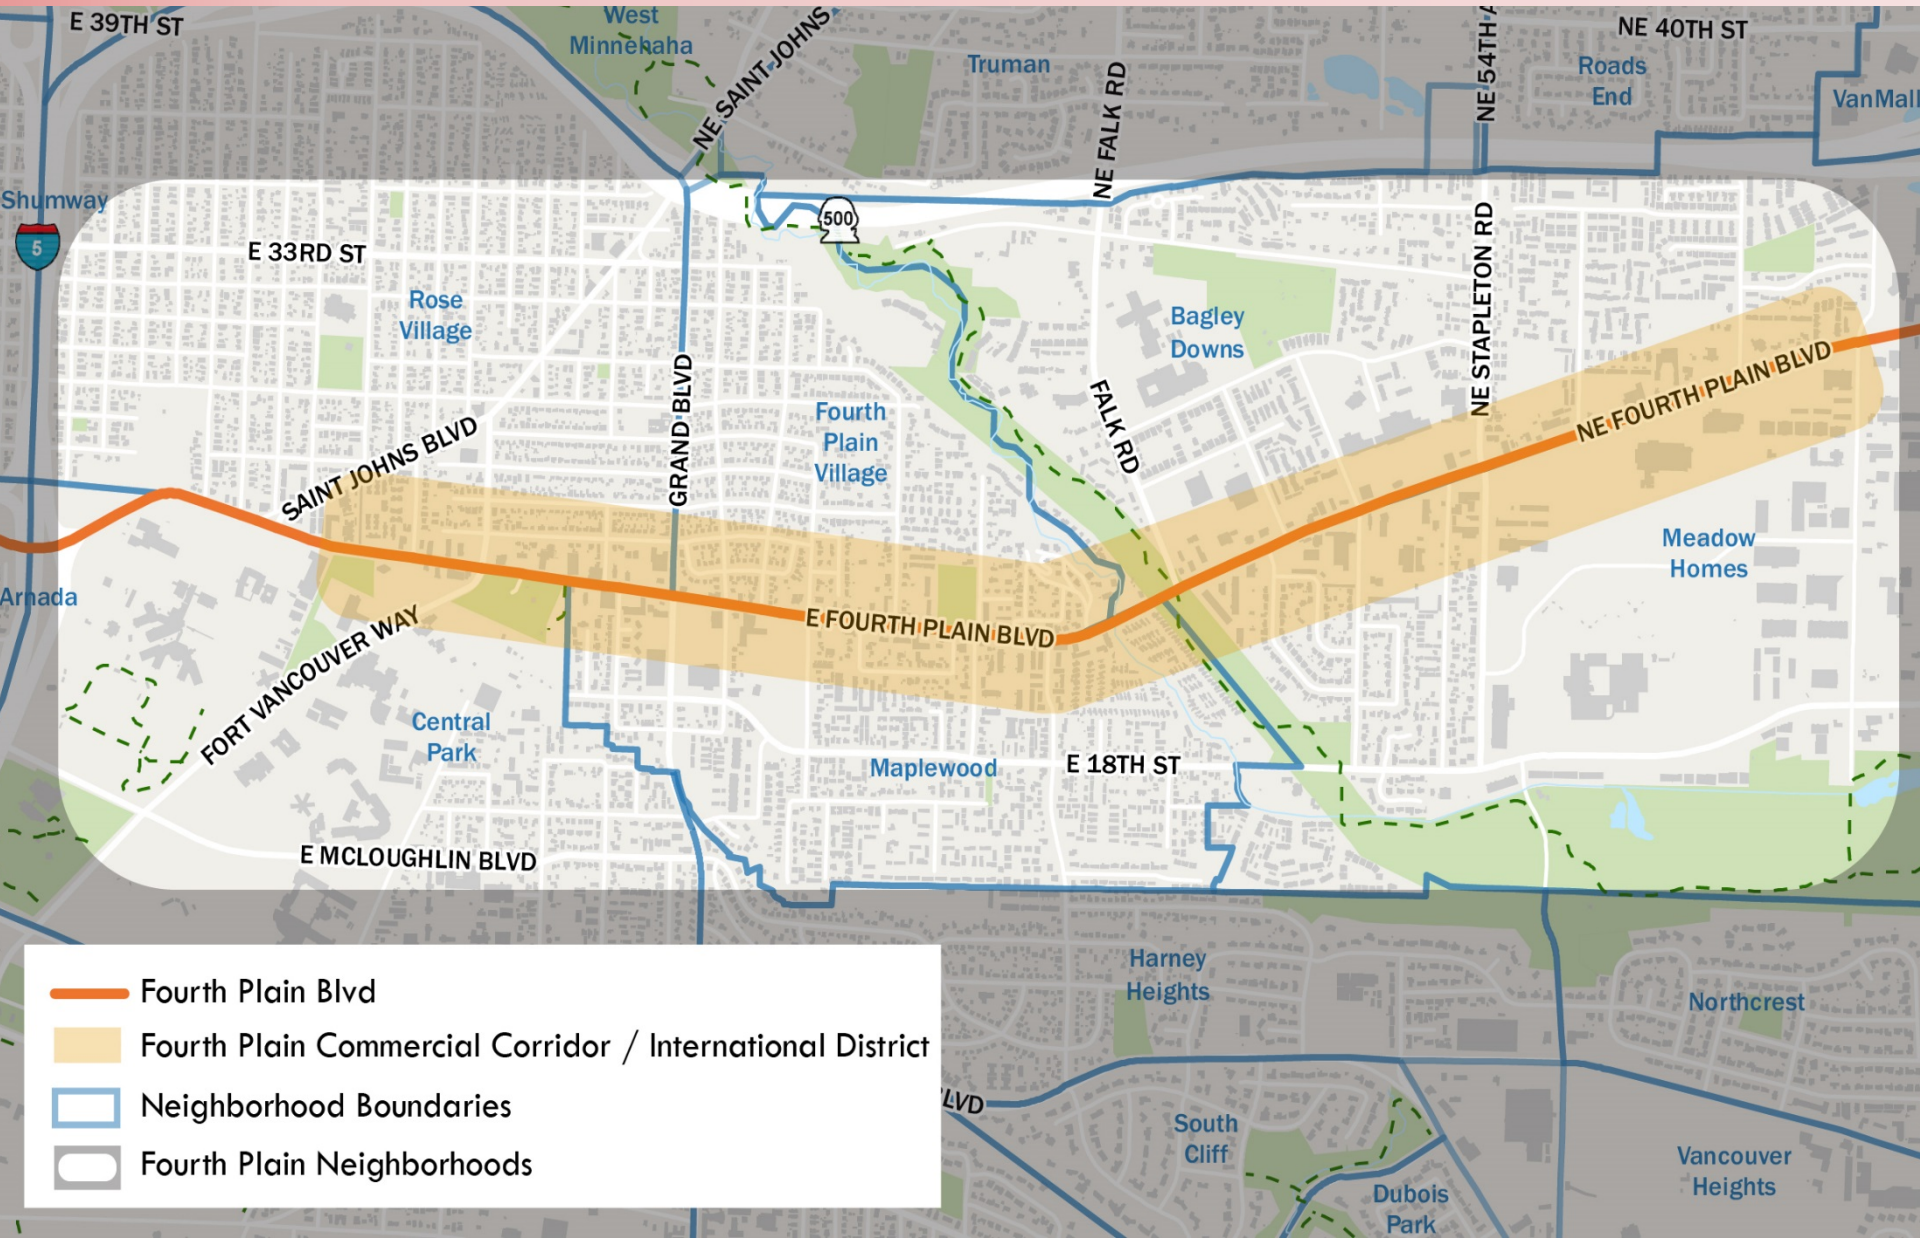 E 39TH ST
West
Minnehaha
NE SAINT JOHNS
Truman
NE FALK RD
NE 54TH A
NE 40TH ST
Roads
End
VanMall
Shumway
5
500
E 33RD ST
Rose
Village
Bagley
Downs
NE STAPLETON RD
NE FOURTH PLAIN BLVD
GRAND BLVD
Fourth
Plain
Village
FALK RD
SAINT JOHNS BLVD
Meadow
Homes
Arnada
E FOURTH PLAIN BLVD
FORT VANCOUVER WAY
Central
Park
Maplewood
E 18TH ST
E MCLOUGHLIN BLVD
Harney
Heights
Northcrest
LVD
South
Cliff
Dubois
Park
Vancouver
Heights
Fourth Plain Blvd
Fourth Plain Commercial Corridor / International District
Neighborhood Boundaries
Fourth Plain Neighborhoods